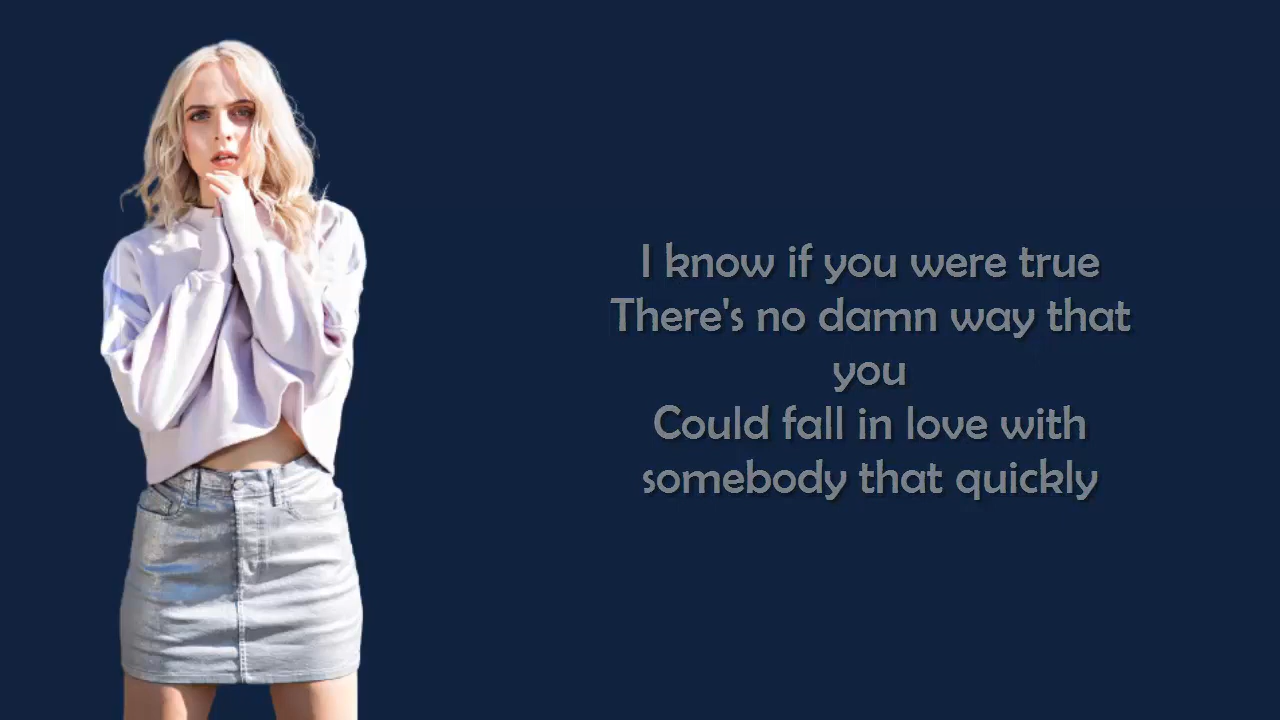 I know if you were true
There's no damn way that
you
Could fall in love with
somebody that quickly